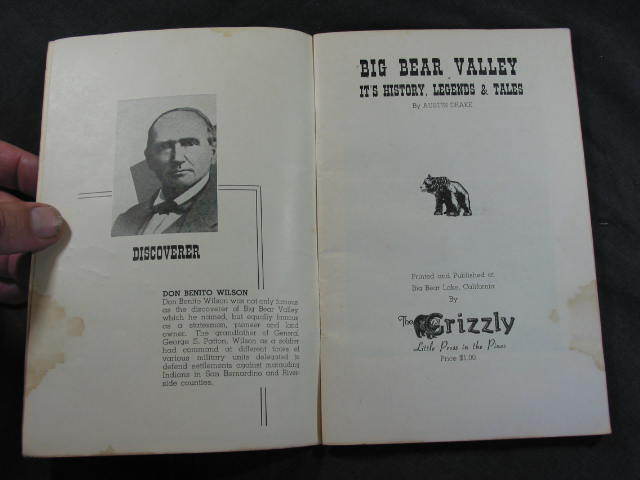 DISCOVERER
DON BENITO WILSON
Don Benito Wilson was not only famous
as the discoverer of Big Bear Valley
which he named, but equally famous
as a statesman, pioneer and land
owner. The grandfather of General
George S. Patton, Wilson as a soldier
had command at different times of
various military units delegated to
defend settlements against marauding
Indians in San Bernardino and River-
side counties.
BIG BEAR VALLEY
IT'S HISTORY, LEGENDS & TALES
By AUSTIN DRAKE
Printed and Published at
Big Bear Lake, California
By
The Grizzly
Little Press in the Pines
Price $1.00